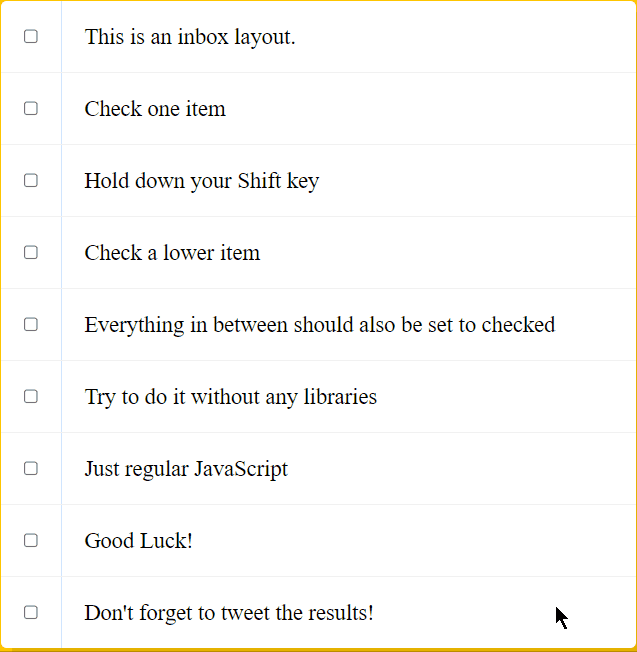 This is an inbox layout.
Check one item
Hold down your Shift key
Check a lower item
Everything in between should also be set to checked
Try to do it without any libraries
Just regular JavaScript
Good Luck!
Don't forget to tweet the results!